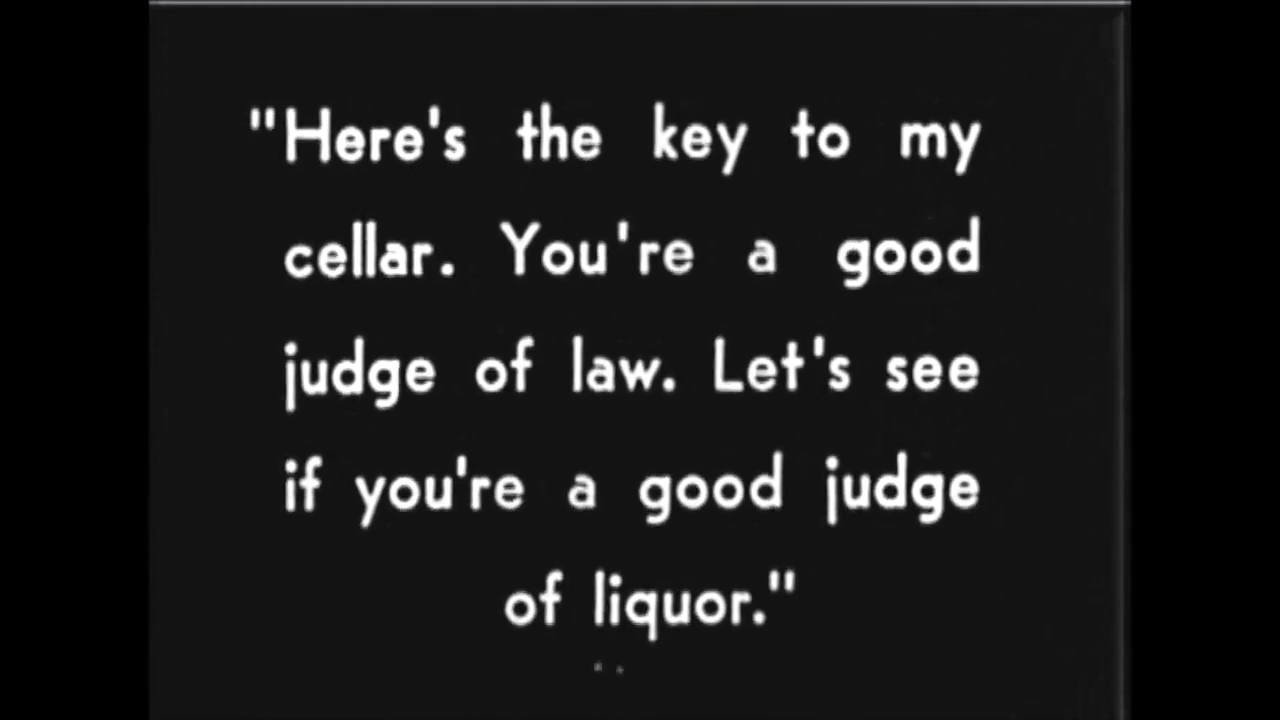 "Here's the key to my
cellar. You're a good
judge of law. Let's see
if you're a good judge
of liquor."